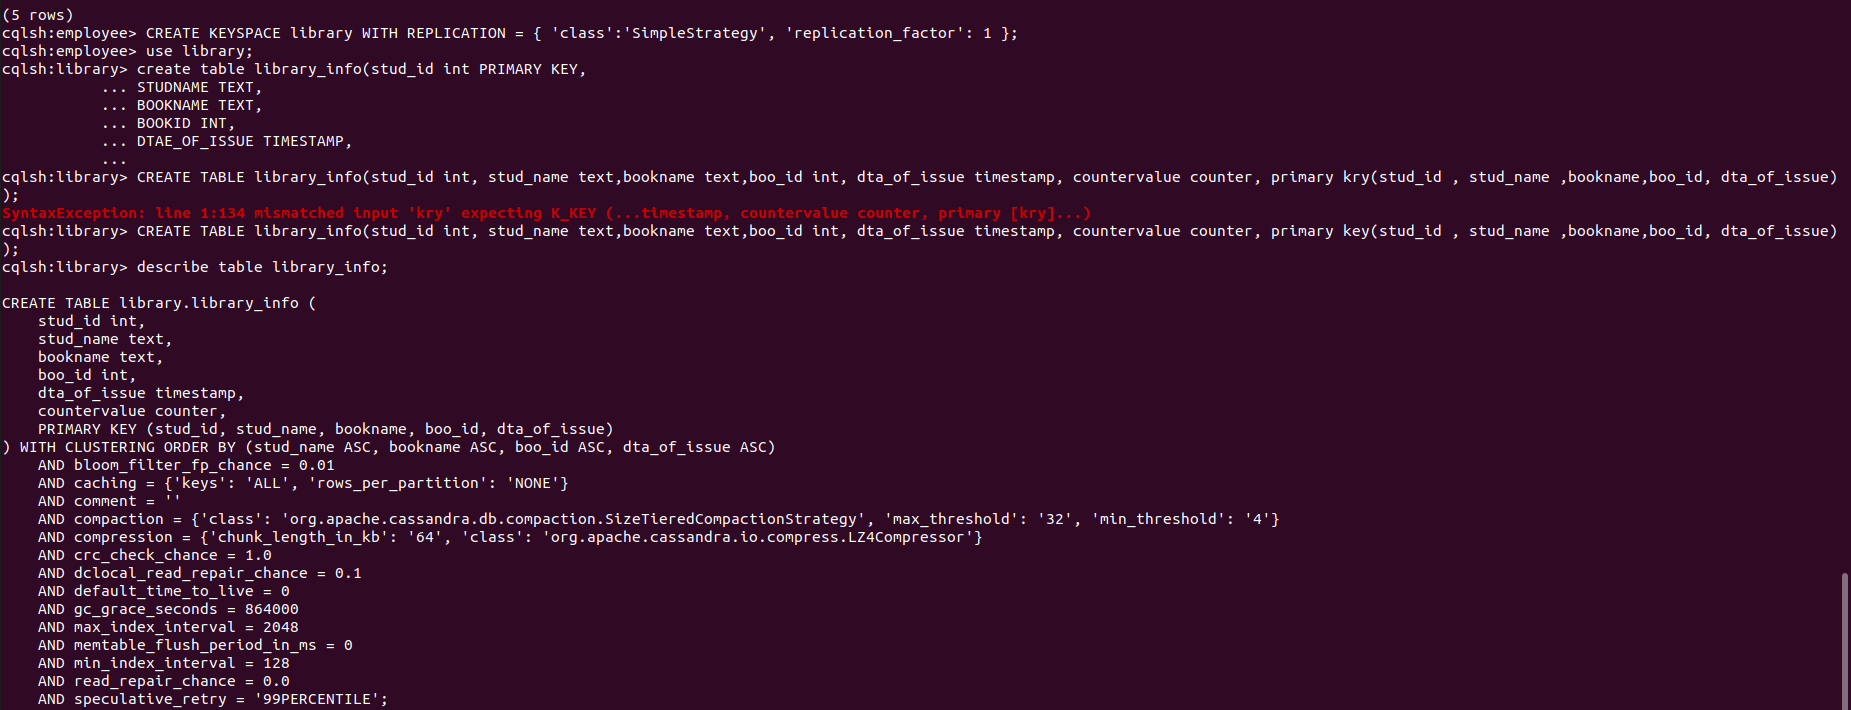 (5 rows)
cqlsh:employee> CREATE KEYSPACE library WITH REPLICATION = { 'class':'SimpleStrategy', 'replication_factor': 1 };
cqlsh:employee> use library;
cqlsh:library> create table library_info(stud_id int PRIMARY KEY,
           ... STUDNAME TEXT,
           ... BOOKNAME TEXT,
           ... BOOKID INT,
           ... DTAE_OF_ISSUE TIMESTAMP,
           ...
cqlsh:library> CREATE TABLE library_info(stud_id int, stud_name text,bookname text,boo_id int, dta_of_issue timestamp, countervalue counter, primary kry(stud_id , stud_name ,bookname,boo_id, dta_of_issue)
);
SyntaxException: line 1:134 mismatched input 'kry' expecting K_KEY (...timestamp, countervalue counter, primary [kry]...)
cqlsh:library> CREATE TABLE library_info(stud_id int, stud_name text,bookname text,boo_id int, dta_of_issue timestamp, countervalue counter, primary key(stud_id , stud_name ,bookname,boo_id, dta_of_issue)
);
cqlsh:library> describe table library_info;

CREATE TABLE library.library_info (
    stud_id int,
    stud_name text,
    bookname text,
    boo_id int,
    dta_of_issue timestamp,
    countervalue counter,
    PRIMARY KEY (stud_id, stud_name, bookname, boo_id, dta_of_issue)
) WITH CLUSTERING ORDER BY (stud_name ASC, bookname ASC, boo_id ASC, dta_of_issue ASC)
    AND bloom_filter_fp_chance = 0.01
    AND caching = {'keys': 'ALL', 'rows_per_partition': 'NONE'}
    AND comment = ''
    AND compaction = {'class': 'org.apache.cassandra.db.compaction.SizeTieredCompactionStrategy', 'max_threshold': '32', 'min_threshold': '4'}
    AND compression = {'chunk_length_in_kb': '64', 'class': 'org.apache.cassandra.io.compress.LZ4Compressor'}
    AND crc_check_chance = 1.0
    AND dclocal_read_repair_chance = 0.1
    AND default_time_to_live = 0
    AND gc_grace_seconds = 864000
    AND max_index_interval = 2048
    AND memtable_flush_period_in_ms = 0
    AND min_index_interval = 128
    AND read_repair_chance = 0.0
    AND speculative_retry = '99PERCENTILE';